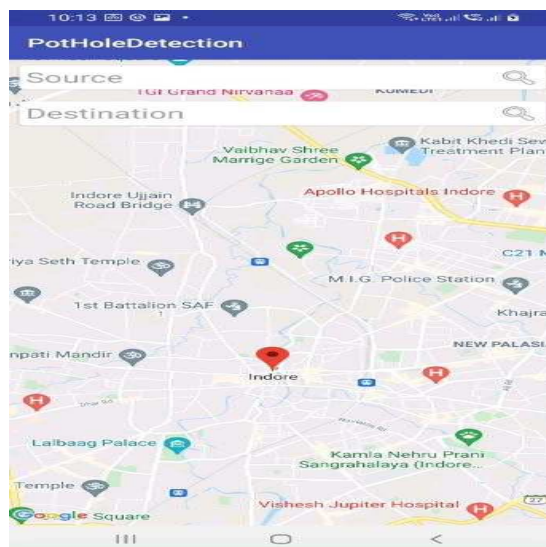 10:13
PotHoleDetection
Source
TGI Grand Nirvanaa
KUMEDI
Destination
Kabit Khedi Sew
Treatment Plan
Vaibhav Shree
Marrige Garden
Indore Ujjain
Road Bridge
Apollo Hospitals Indore
C21 M
iya Seth Temple
M.I.G. Police Station
1st Battalion SAF
Khajra
NEW PALASI
npati Mandir
Indore
Lalbaag Palace
Kamla Nehru Prani
Sangrahalaya (Indore...
Temple
Vishesh Jupiter Hospital
Google
Square